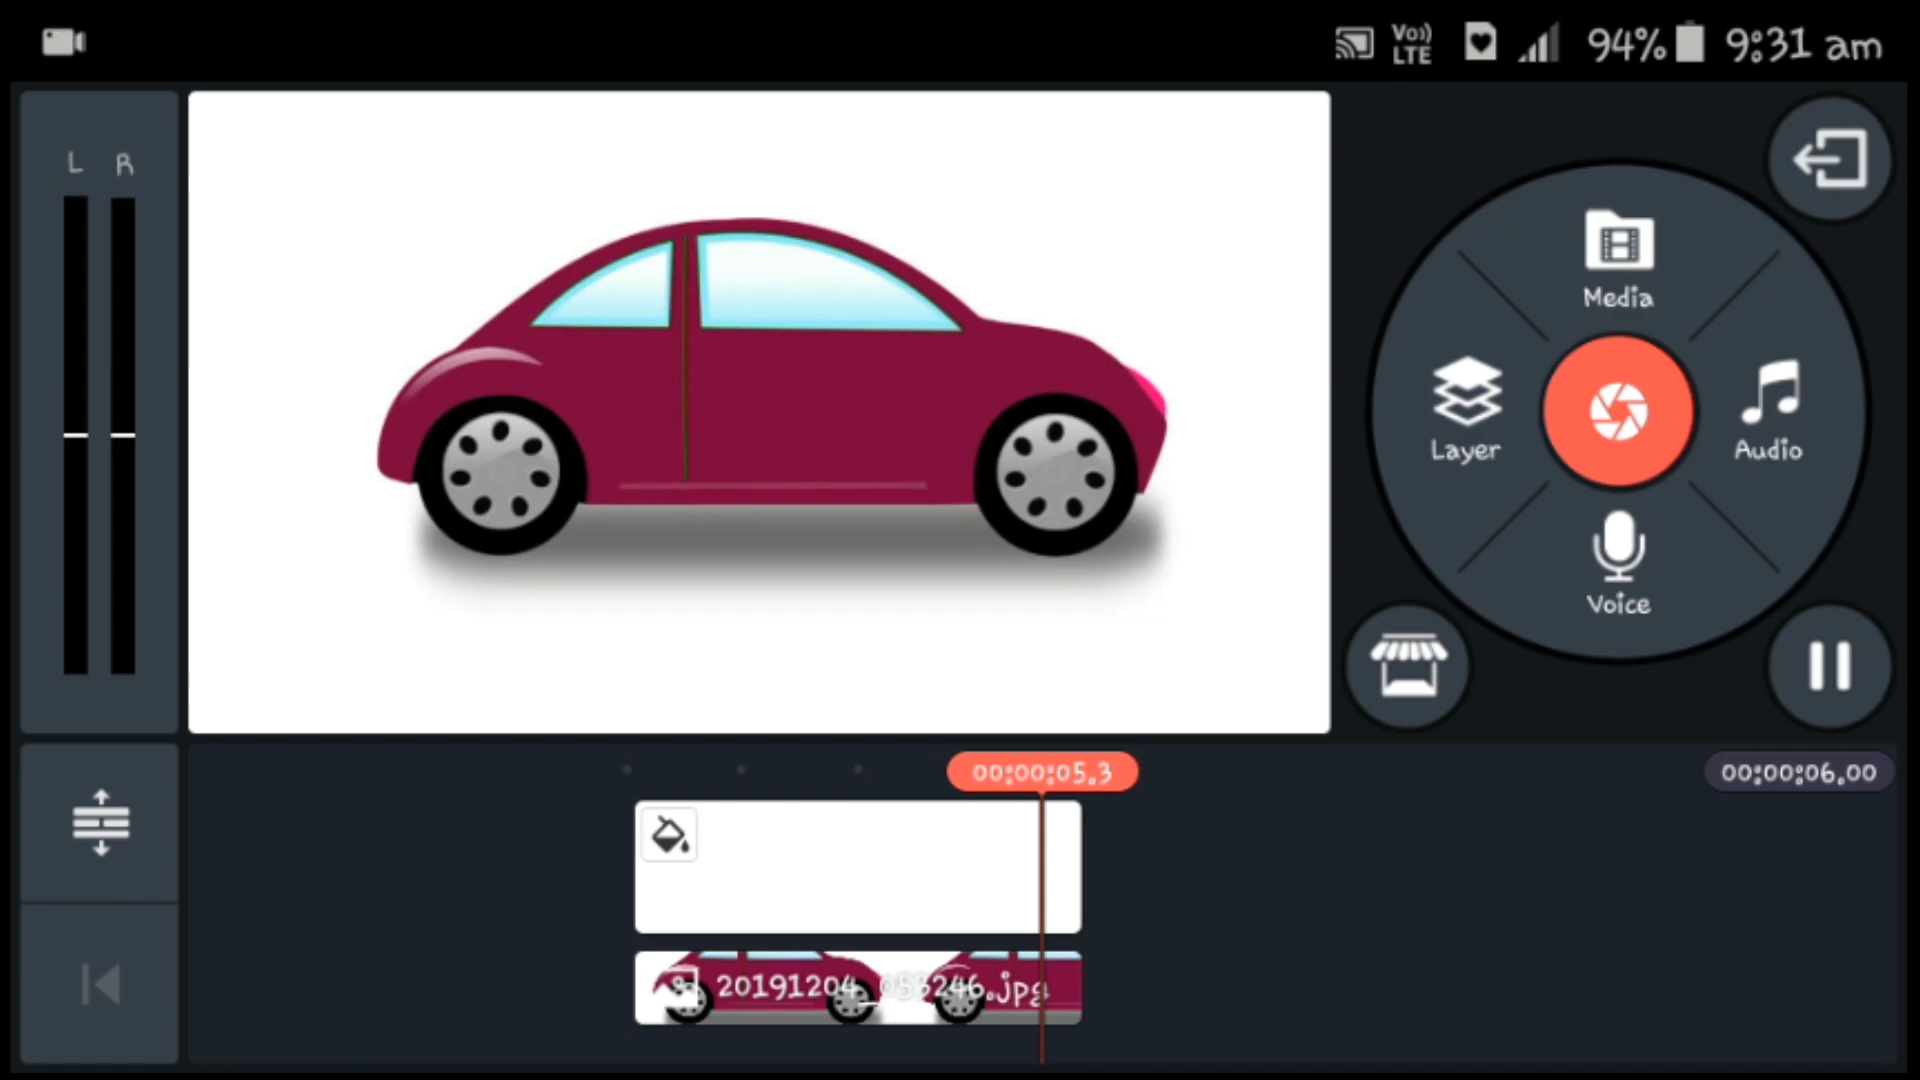 Vo)) LTE 94% 9:31 am
L R
Media
Layer
Audio
Voice
00:00:05.3
00:00:06.00
20191204_053246.jpg